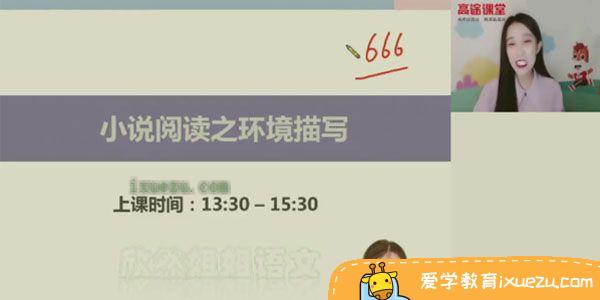 666
高途课堂
小说阅读之环境描写
ixuezu.com
上课时间：13:30 – 15:30
欣然姐姐语文
爱学教育ixuezu.com